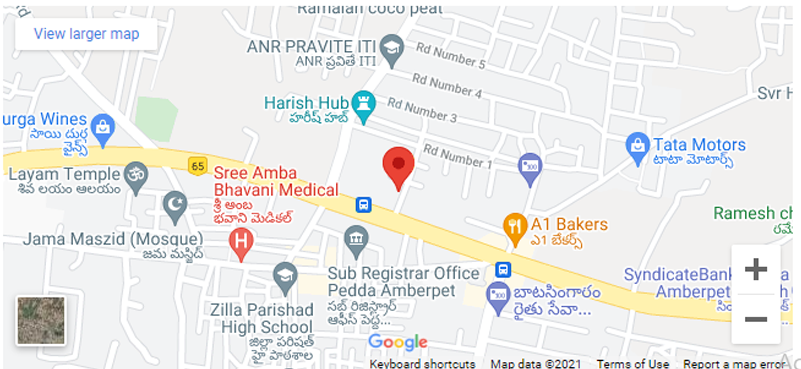 Ramaiah coco peat
View larger map
ANR PRAVITE ITI
ANR ప్రవితే ITI
Rd Number 5
Rd Number 4
Rd Number 3
Rd Number 1
Harish Hub
హరీష్ హబ్
Svr H
urga Wines
సాయి దుర్గ
వైన్స్
65
Tata Motors
టాటా మోటార్స్
Layam Temple
శివ లయం ఆలయం
Sree Amba
Bhavani Medical
శ్రీ అంబ
భవాని మెడికల్
Jama Maszid (Mosque)
జమ మస్జిద్
A1 Bakers
ఎ1 బేకర్స్
Ramesh ch
రమే
Sub Registrar Office
Pedda Amberpet
సబ్ రిజిస్ట్రార్
ఆఫీస్ పెద్ద...
Zilla Parishad
High School
జిల్లా పరిషత్
హై పాఠశాల
బాటసింగారం
రైతు సేవా...
SyndicateBank
Amberpet
Google
Keyboard shortcuts
Map data ©2021
Terms of Use
Report a map error